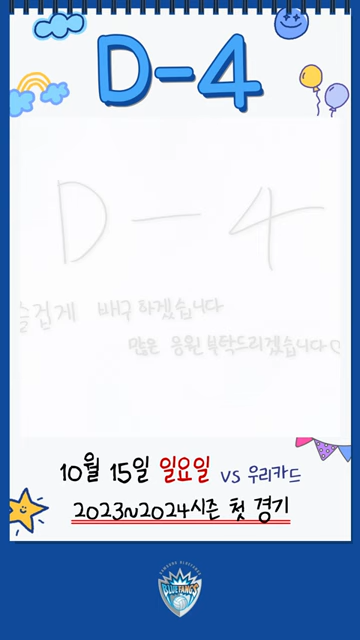 D-4
D-4
즐겁게 배구 하겠습니다
많은 응원 부탁드리겠습니다
10월 15일 일요일 vs 우리카드
2023~2024시즌 첫 경기
SAMSUNG BLUEFANGS
BLUEFANGS